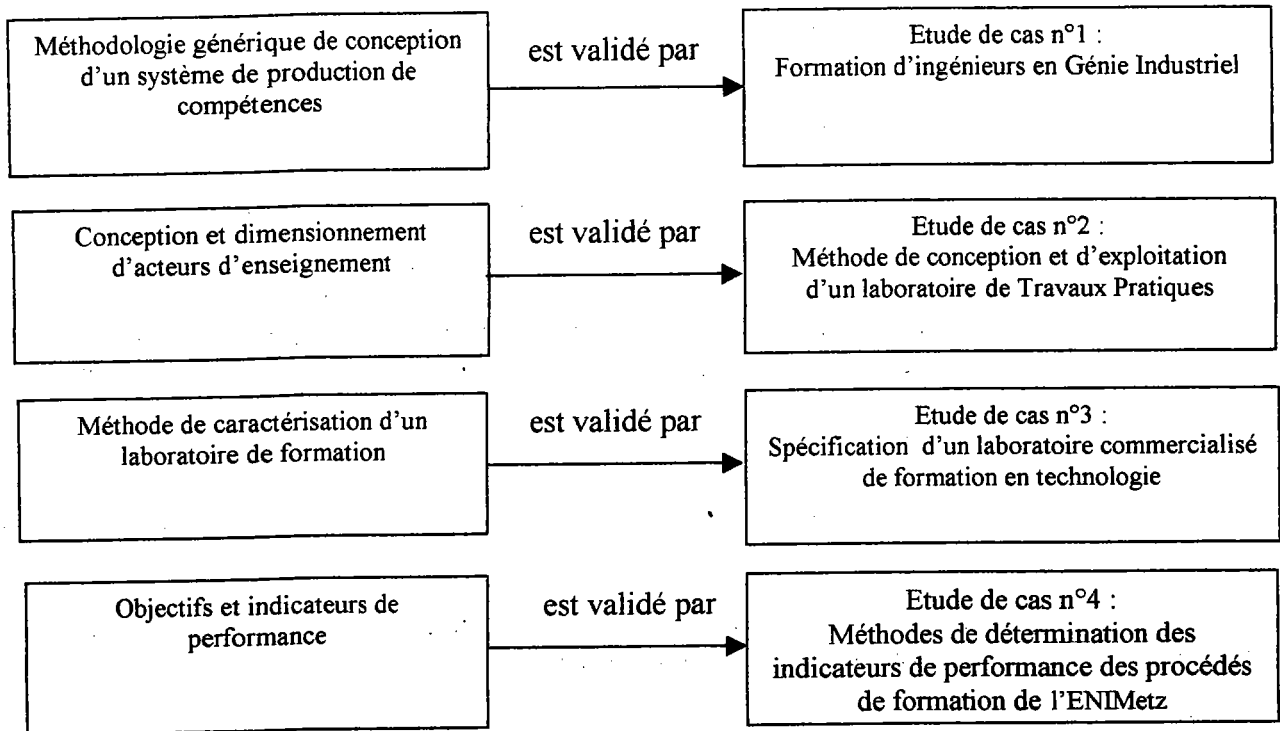 Méthodologie générique de conception
d'un système de production de
compétences
est validé par
Etude de cas n°1 :
Formation d'ingénieurs en Génie Industriel
Conception et dimensionnement
d'acteurs d'enseignement
est validé par
Etude de cas n°2 :
Méthode de conception et d'exploitation
d'un laboratoire de Travaux Pratiques
Méthode de caractérisation d'un
laboratoire de formation
est validé par
Etude de cas n°3 :
Spécification d'un laboratoire commercialisé
de formation en technologie
Objectifs et indicateurs de
performance
est validé par
Etude de cas n°4 :
Méthodes de détermination des
indicateurs de performance des procédés
de formation de l'ENIMetz